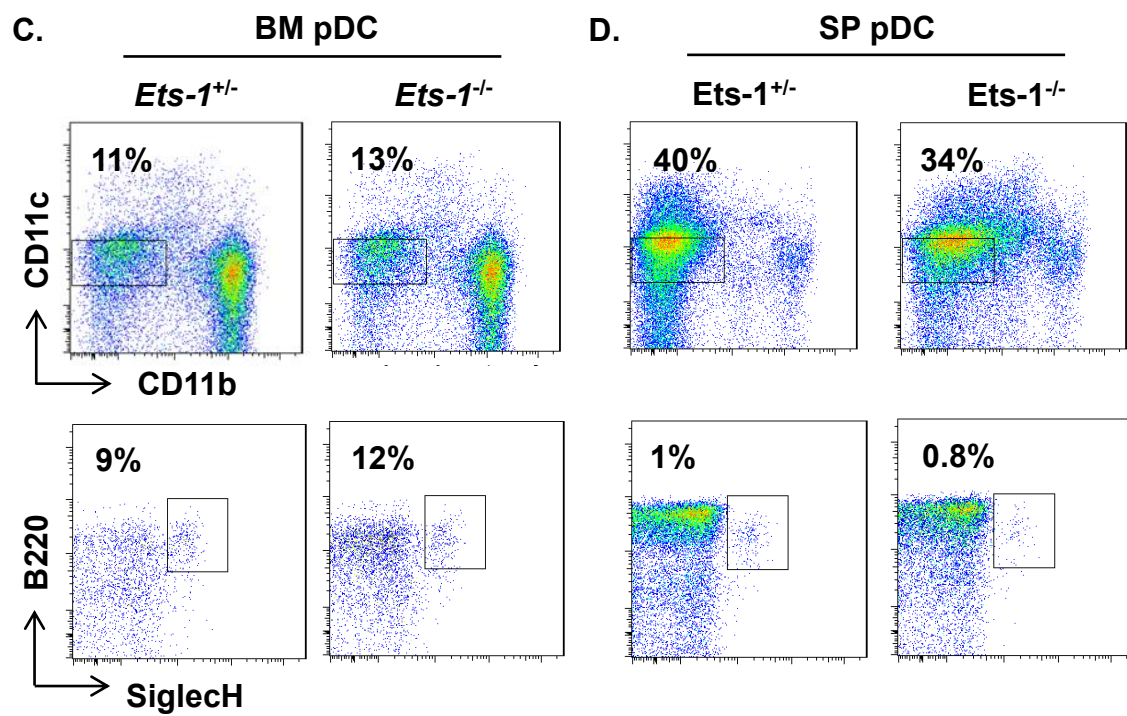 C.
BM pDC
D.
SP pDC
Ets-1+/-
Ets-1-/-
Ets-1+/-
Ets-1-/-
11%
13%
40%
34%
CD11c
CD11b
9%
12%
1%
0.8%
B220
SiglecH